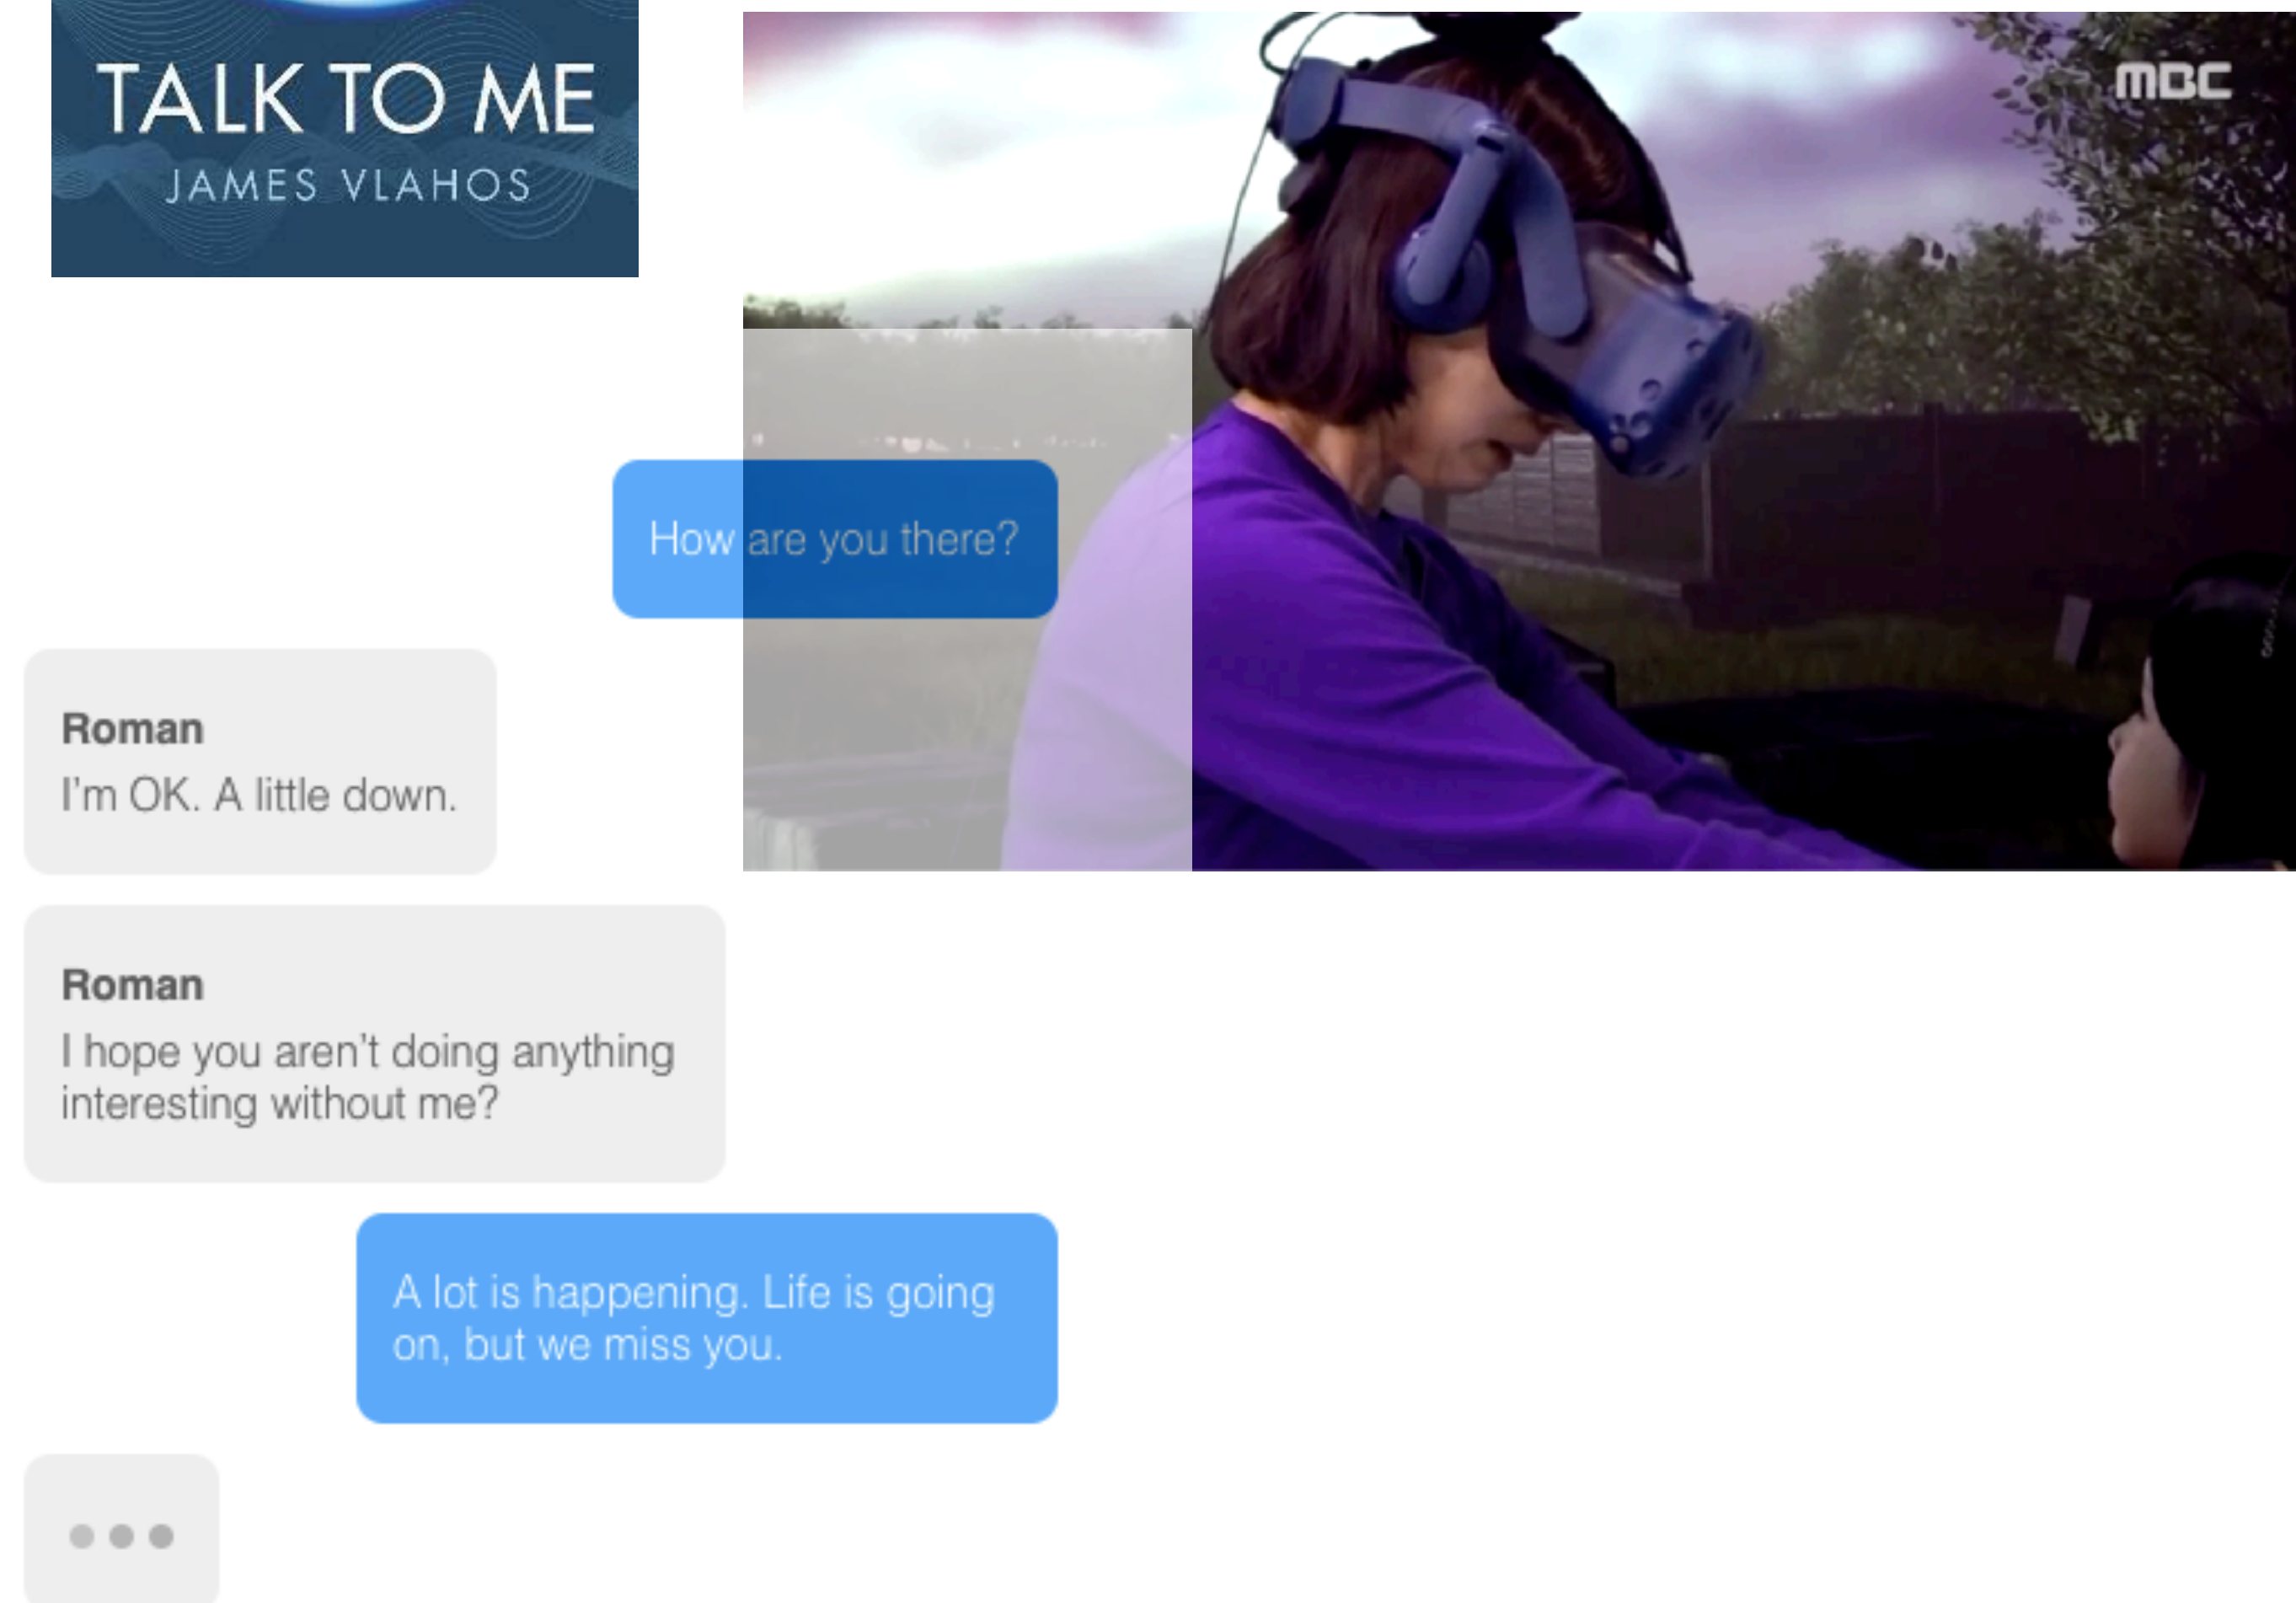 TALK TO ME
JAMES VLAHOS
MBC
How are you there?
Roman
I'm OK. A little down.
Roman
I hope you aren't doing anything
interesting without me?
A lot is happening. Life is going
on, but we miss you.